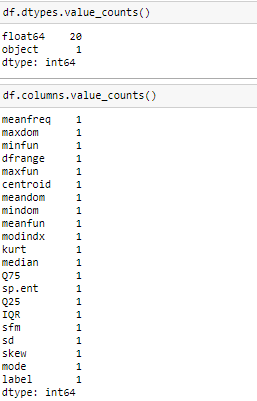 df.dtypes.value_counts()
float64    20
object      1
dtype: int64
df.columns.value_counts()
meanfreq    1
maxdom      1
minfun      1
dfrange     1
maxfun      1
centroid    1
meandom     1
mindom      1
meanfun     1
modindx     1
kurt        1
median      1
Q75         1
sp.ent      1
Q25         1
IQR         1
sfm         1
sd          1
skew        1
mode        1
label       1
dtype: int64